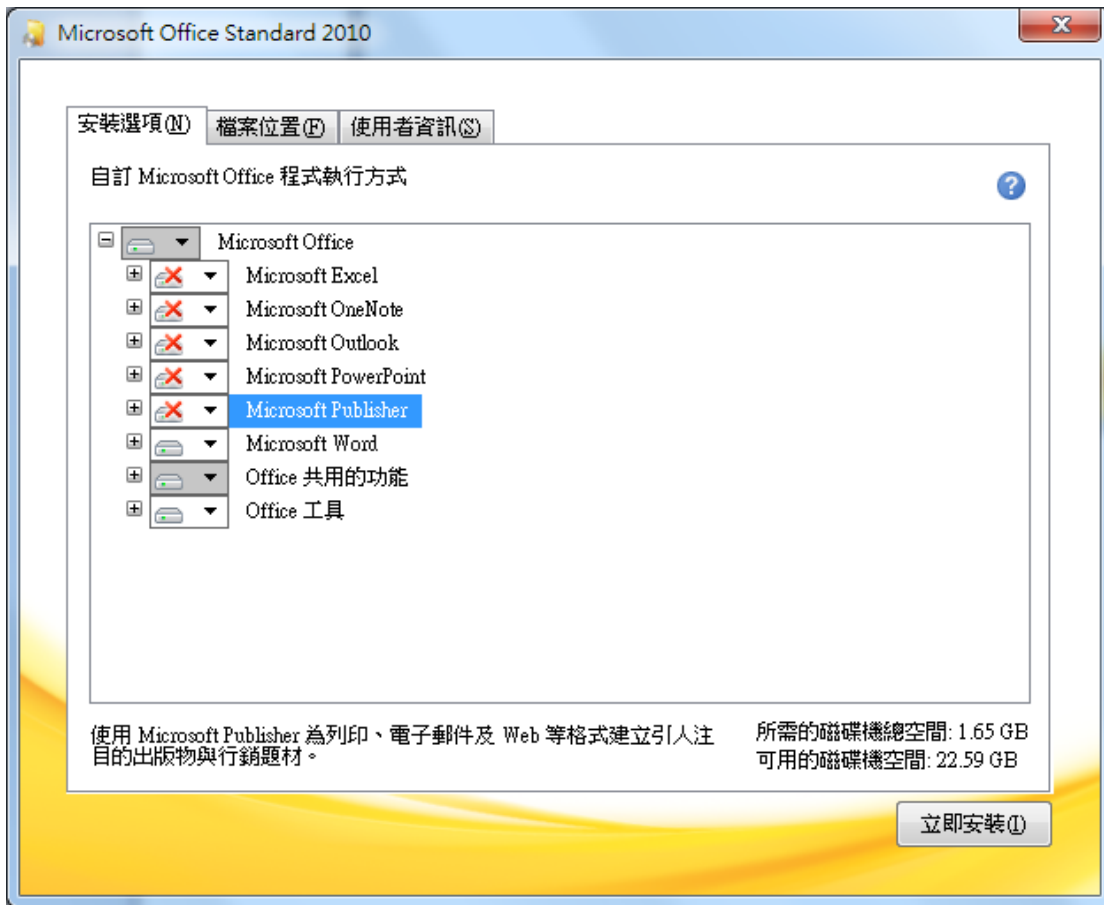 Microsoft Office Standard 2010
安裝選項(N)
檔案位置(F)
使用者資訊(S)
自訂 Microsoft Office 程式執行方式
Microsoft Office
Microsoft Excel
Microsoft OneNote
Microsoft Outlook
Microsoft PowerPoint
Microsoft Publisher
Microsoft Word
Office 共用的功能
Office 工具
使用 Microsoft Publisher 為列印、電子郵件及 Web 等格式建立引人注
目的出版物與行銷題材。
所需的磁碟機總空間: 1.65 GB
可用的磁碟機空間: 22.59 GB
立即安裝(I)